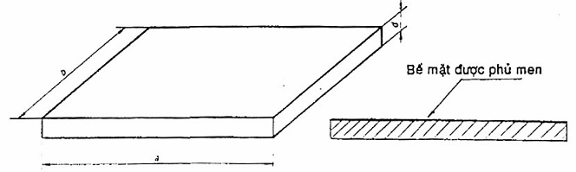 d
b
Bề mặt được phủ men
a